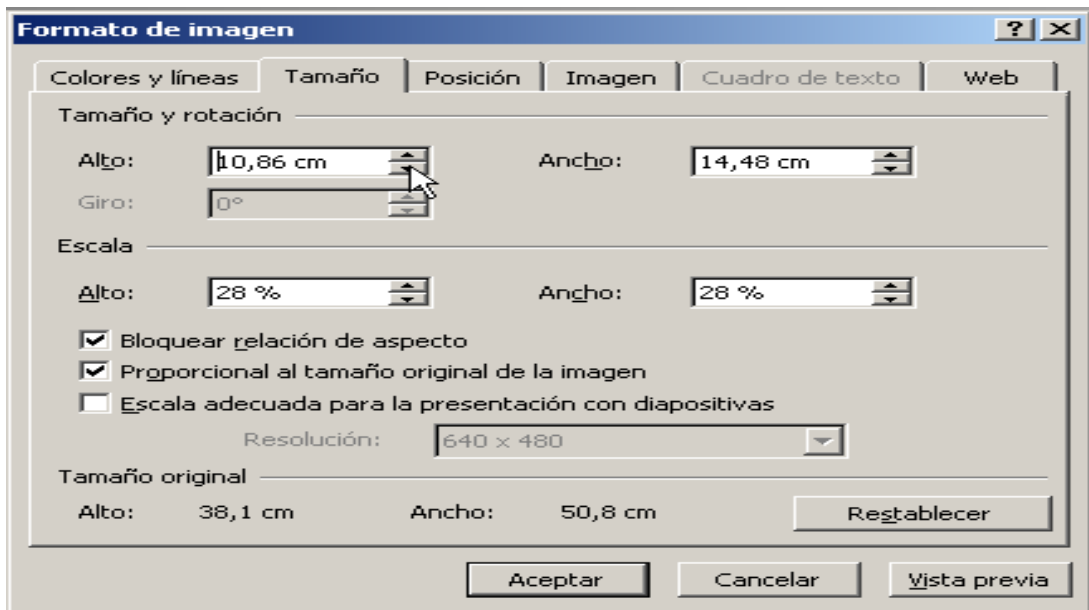 Formato de imagen
Colores y líneas Tamaño Posición Imagen Cuadro de texto Web
Tamaño y rotación
Alto: 10,86 cm Ancho: 14,48 cm
Giro: 0°
Escala
Alto: 28 % Ancho: 28 %
Bloquear relación de aspecto
Proporcional al tamaño original de la imagen
Escala adecuada para la presentación con diapositivas
Resolución: 640 x 480
Tamaño original
Alto: 38,1 cm Ancho: 50,8 cm Restablecer
Aceptar Cancelar Vista previa